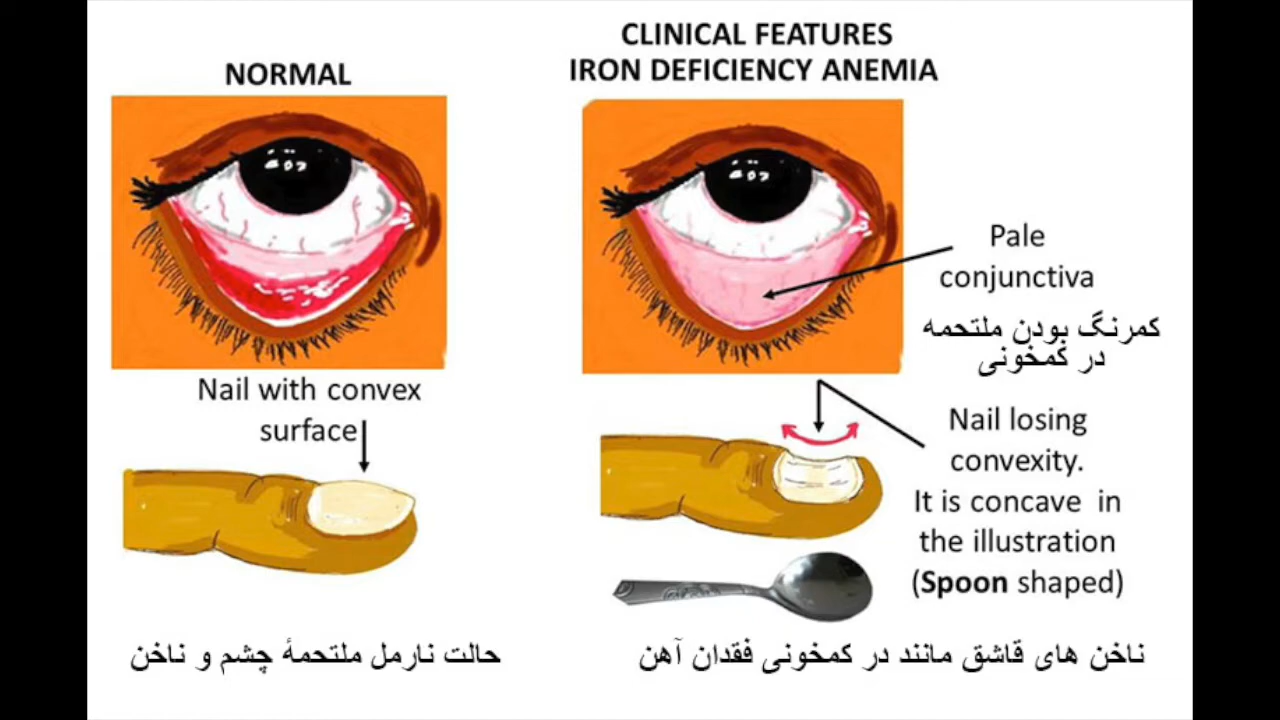 NORMAL
CLINICAL FEATURES
IRON DEFICIENCY ANEMIA
Pale
conjunctiva
کمرنگ بودن ملتحمه
در کمخونی
Nail with convex
surface
Nail losing
convexity.
It is concave in
the illustration
(Spoon shaped)
حالت نارمل ملتحمهٔ چشم و ناخن
ناخن های قاشق مانند در کمخونی فقدان آهن